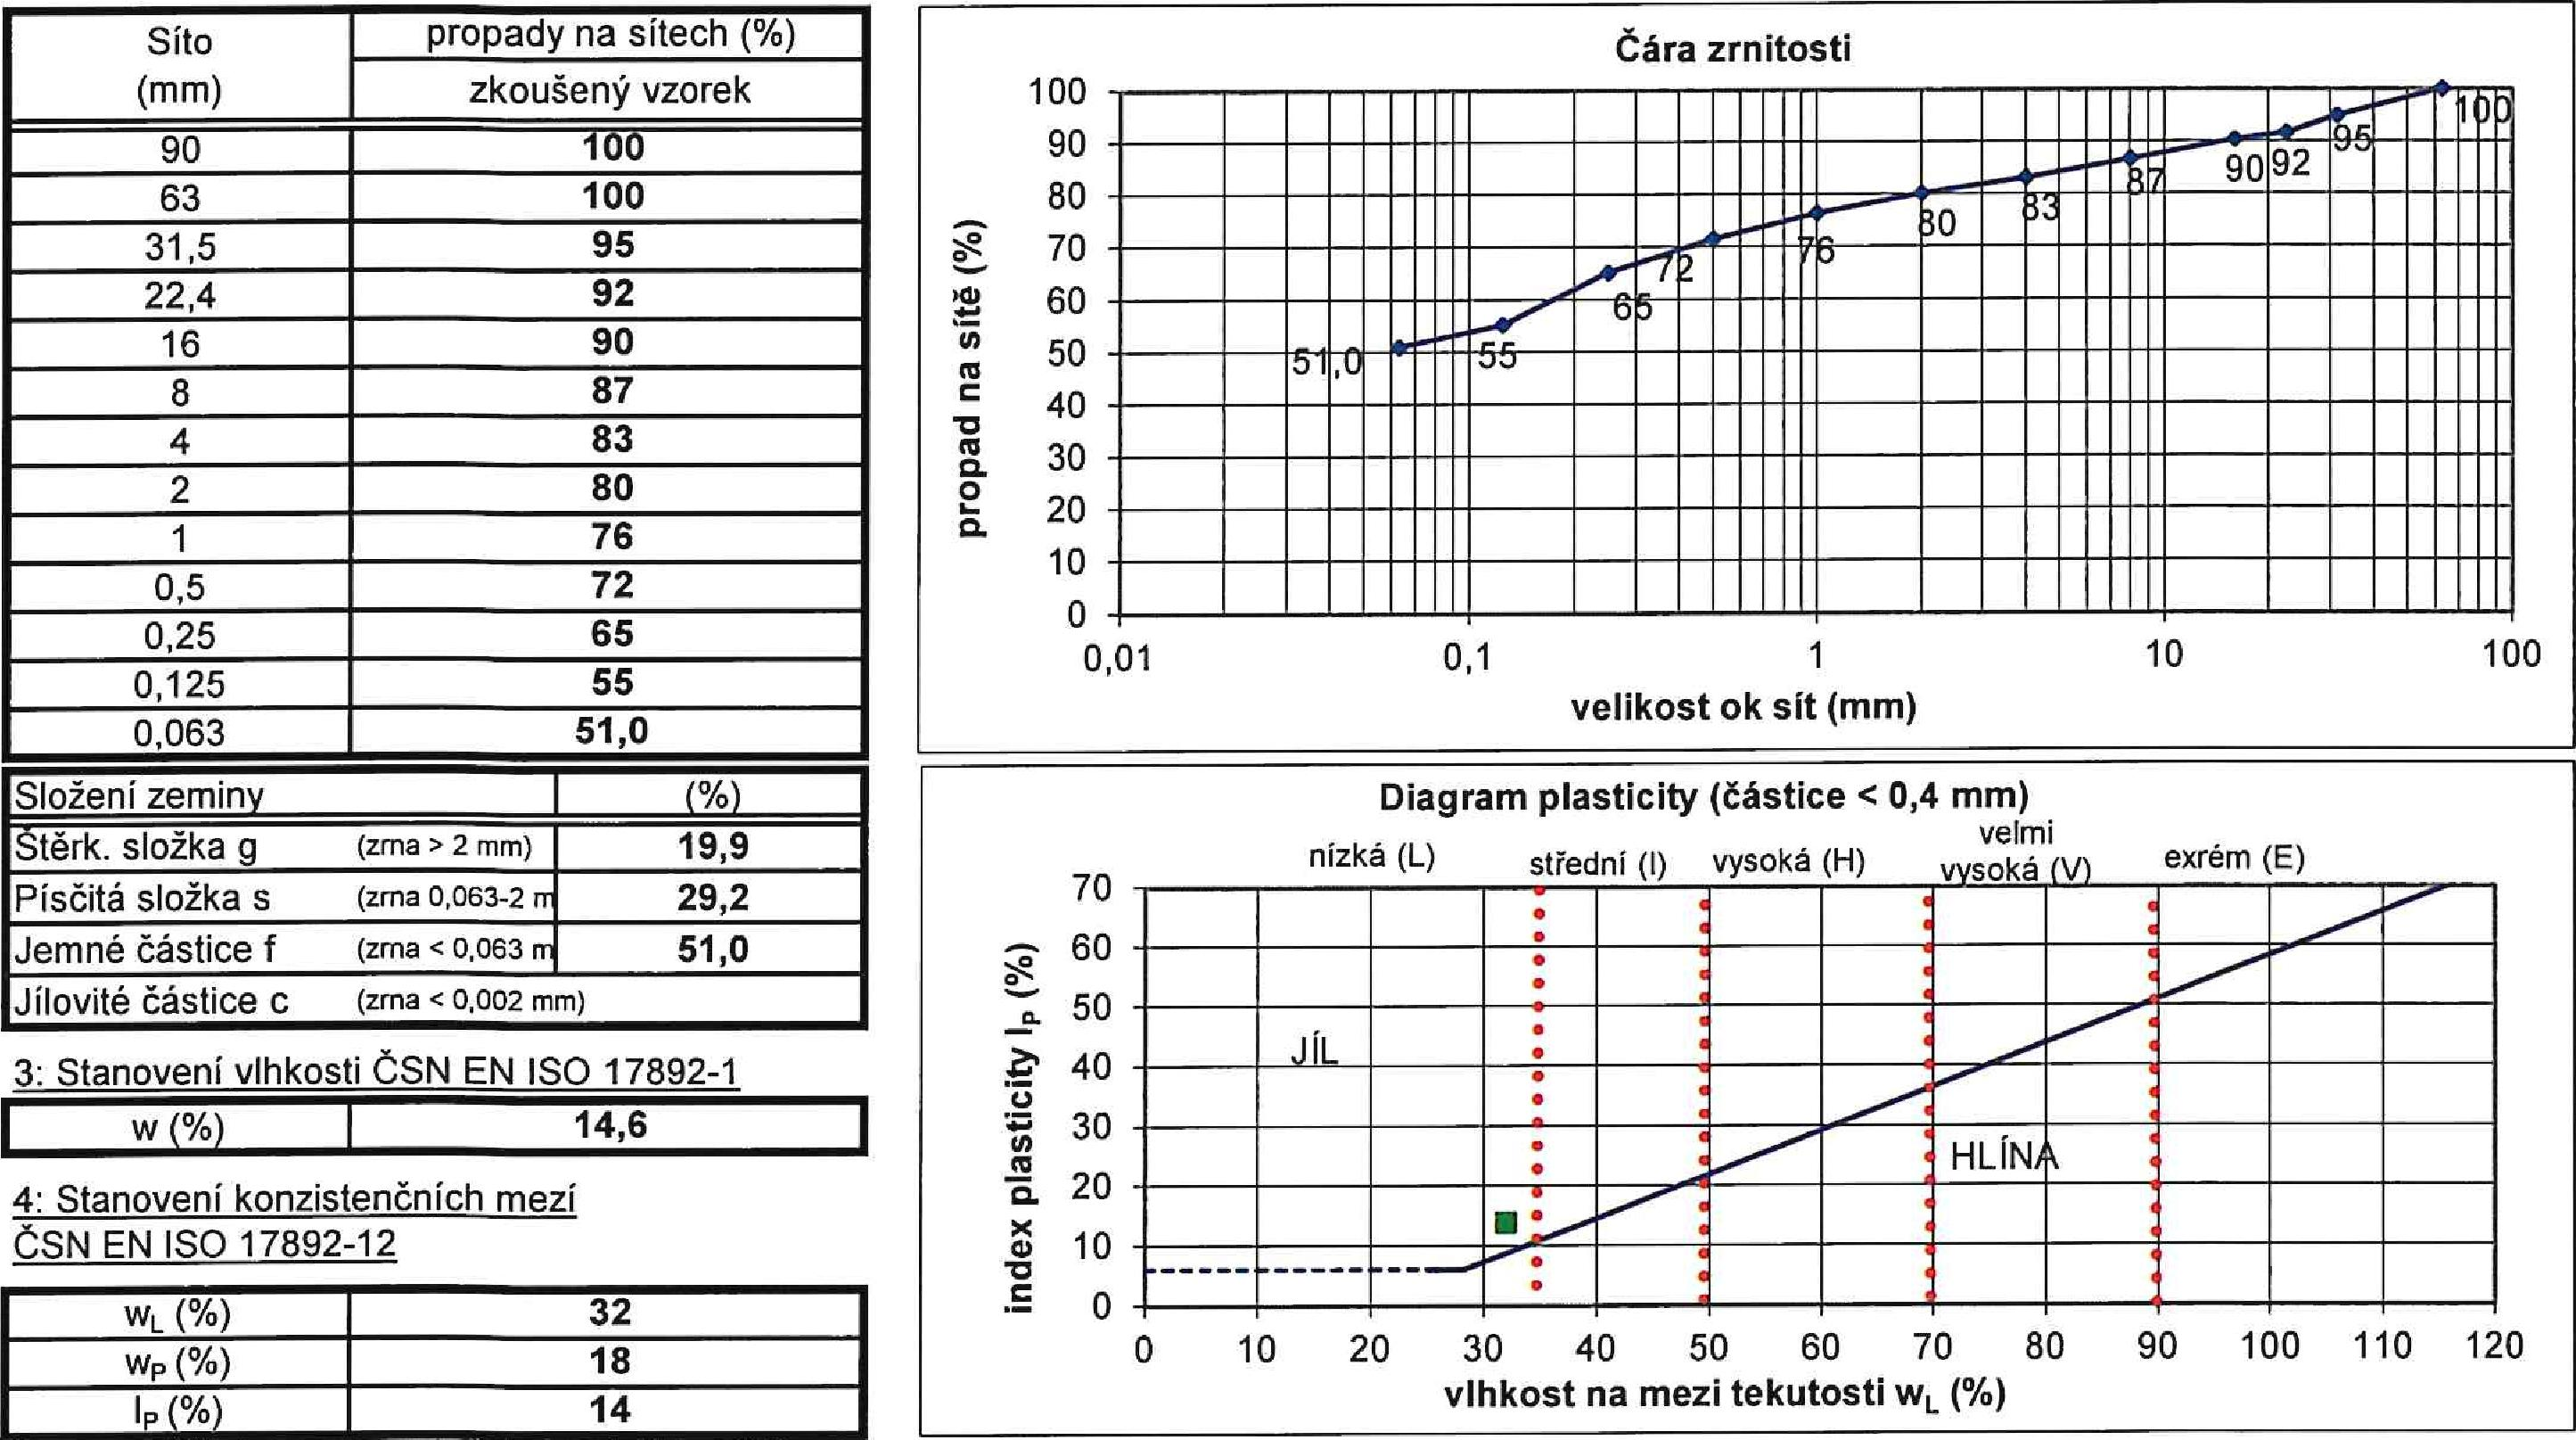 Síto (mm) propady na sítech (%)
zkoušený vzorek
90 100
63 100
31,5 95
22,4 92
16 90
8 87
4 83
2 80
1 76
0,5 72
0,25 65
0,125 55
0,063 51,0
Složení zeminy (%)
Štěrk. složka g (zrna > 2 mm) 19,9
Písčitá složka s (zrna 0,063-2 m 29,2
Jemné částice f (zrna < 0,063 m 51,0
Jílovité částice c (zrna < 0,002 mm)
3: Stanovení vlhkosti ČSN EN ISO 17892-1
w (%) 14,6
4: Stanovení konzistenčních mezí
ČSN EN ISO 17892-12
wL (%) 32
wP (%) 18
IP (%) 14
Čára zrnitosti
propad na sítě (%)
100
90
80
70
60
50
40
30
20
10
0
51,0 55 65 72 76 80 83 87 90 92 95 100
0,01 0,1 1 10 100
velikost ok sít (mm)
Diagram plasticity (částice < 0,4 mm)
nízká (L) střední (I) vysoká (H) velmi vysoká (V) exrém (E)
index plasticity IP (%)
70
60
50
40
30
20
10
0
JÍL
HLÍNA
0 10 20 30 40 50 60 70 80 90 100 110 120
vlhkost na mezi tekutosti wL (%)